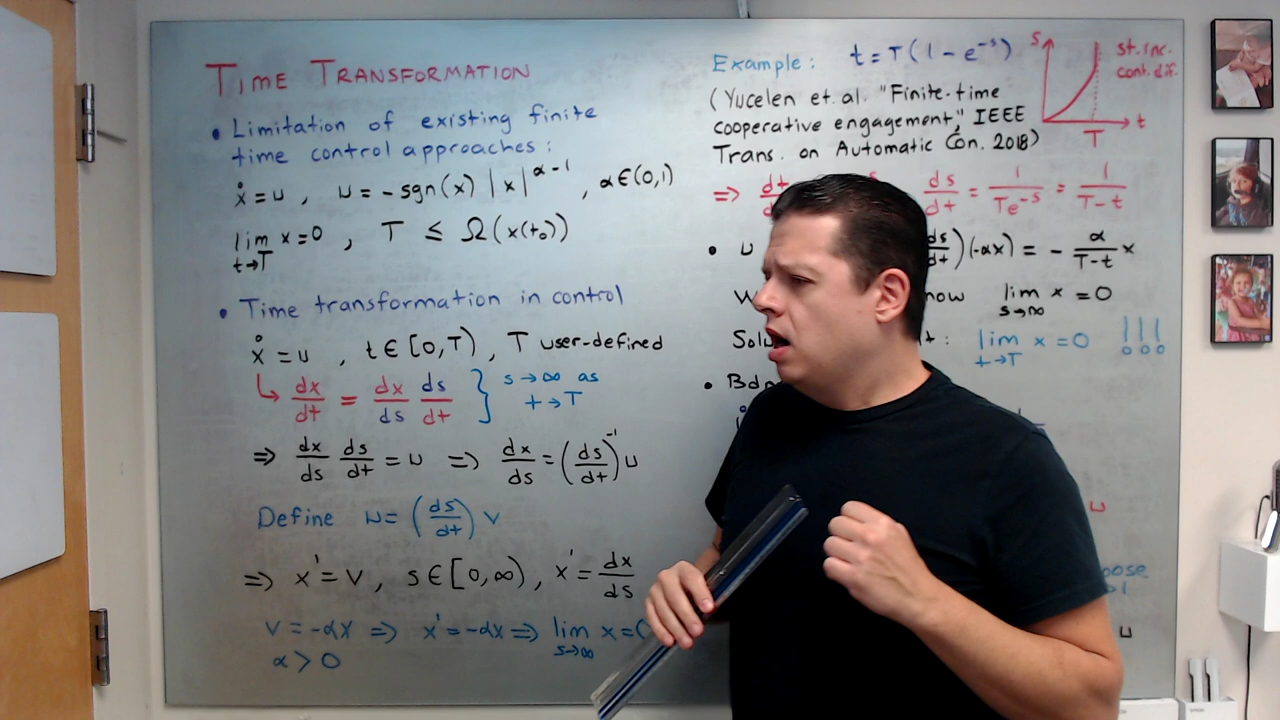 TIME TRANSFORMATION
• Limitation of existing finite
time control approaches:
ẋ = u , u = -sgn(x) |x|^{α-1} , α∈(0,1)
lim x=0 , T ≤ Ω(x(t₀))
t→T
• Time transformation in control
ẋ = u , t ∈ [0,T) , T user-defined
↳ dx/dt = dx/ds ds/dt } s→∞ as
t→T
⇒ dx/ds ds/dt = u ⇒ dx/ds = (ds/dt)^{-1} u
Define u = (ds/dt) v
⇒ x' = v , s∈[0,∞) , x' = dx/ds
v = -αx ⇒ x' = -αx ⇒ lim x=0
s→∞
α > 0
Example: t = T(1 - e^{-s})
s
st. inc.
cont. dif.
t
T
(Yucelen et. al. "Finite-time
cooperative engagement," IEEE
Trans. on Automatic Con. 2018)
⇒ dt ds/dt = 1/(Te^{-s}) = 1/(T-t)
• u ds/dt)(-αx) = - α/(T-t) x
now lim x = 0
s→∞
lim x = 0 !!!
t→T
•
u
u